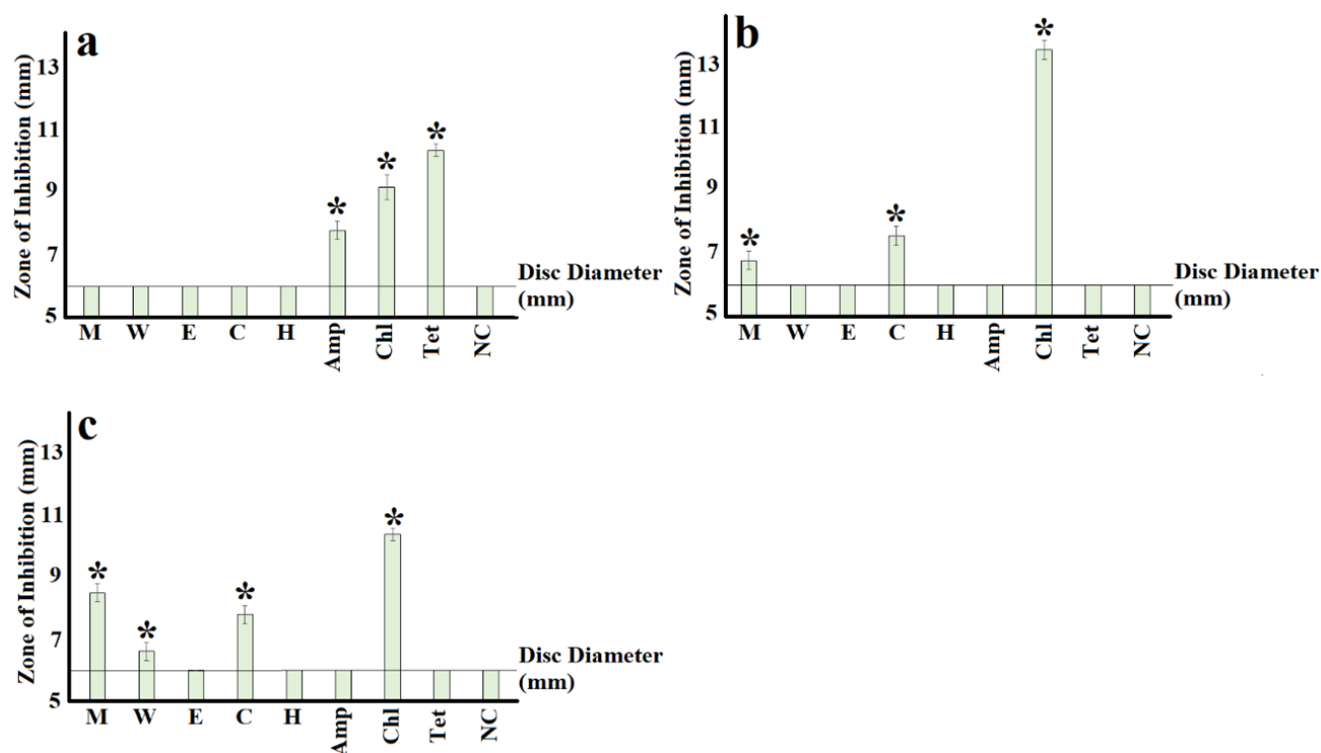 a
Zone of Inhibition (mm)
13
11
9
7
5
* * *
Disc Diameter
(mm)
M W E C H Amp Chl Tet NC
b
Zone of Inhibition (mm)
13
11
9
7
5
* * *
Disc Diameter
(mm)
M W E C H Amp Chl Tet NC
c
Zone of Inhibition (mm)
13
11
9
7
5
* * * *
Disc Diameter
(mm)
M W E C H Amp Chl Tet NC